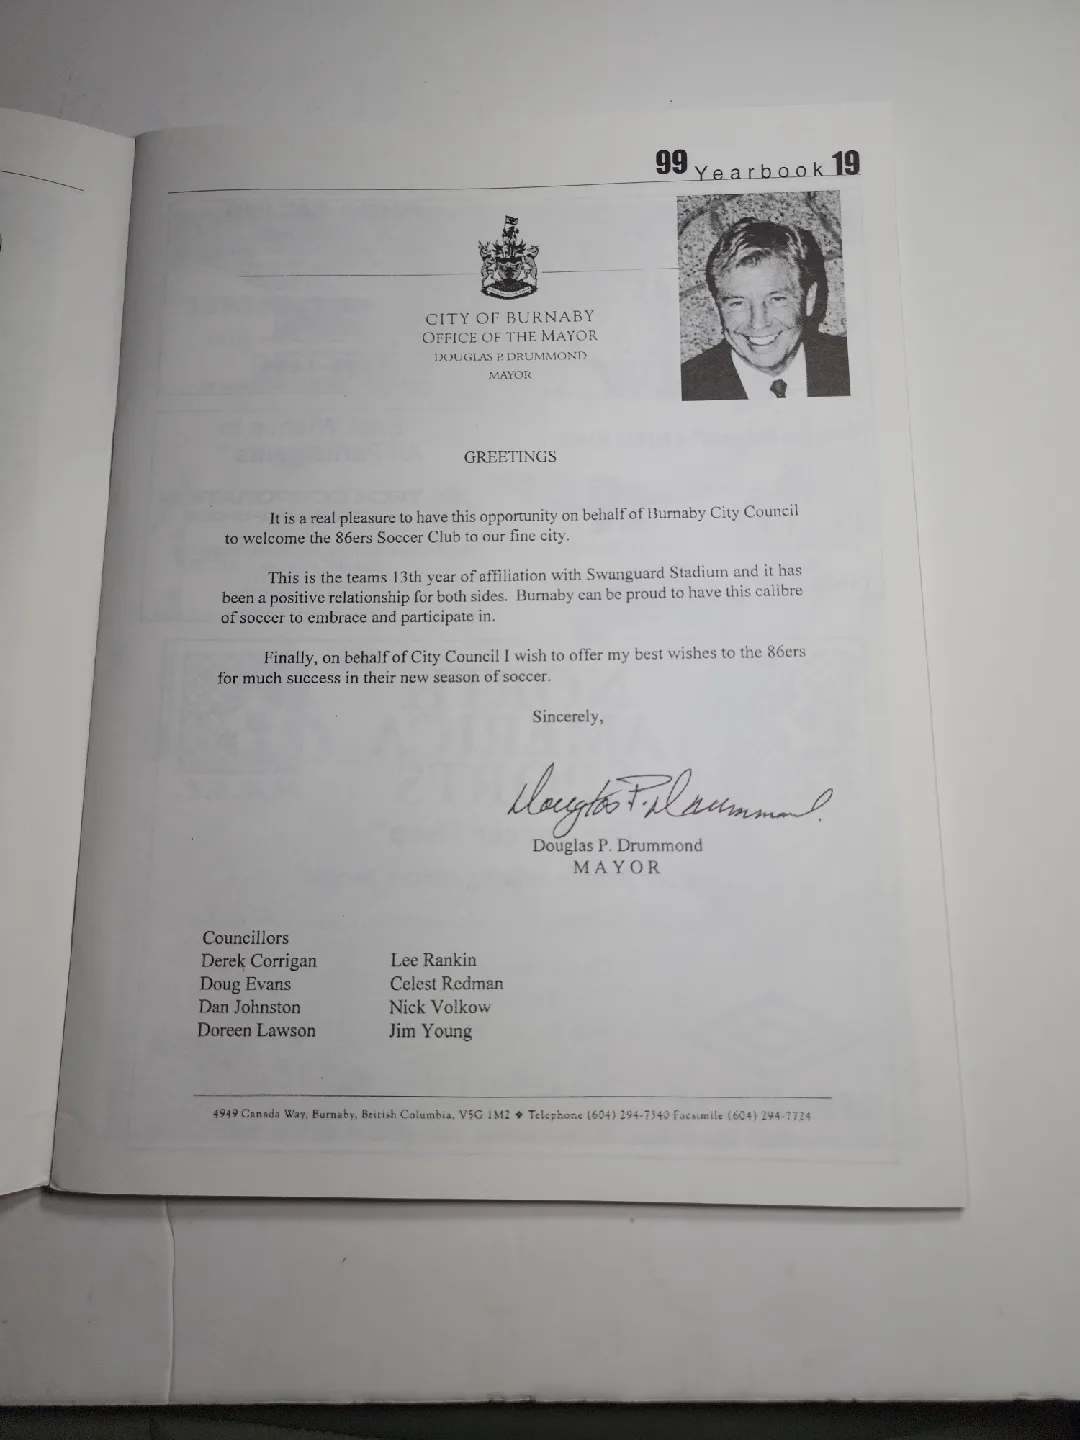 99 Yearbook 19
CITY OF BURNABY
OFFICE OF THE MAYOR
DOUGLAS P. DRUMMOND
MAYOR
GREETINGS
It is a real pleasure to have this opportunity on behalf of Burnaby City Council
to welcome the 86ers Soccer Club to our fine city.
This is the teams 13th year of affiliation with Swanguard Stadium and it has
been a positive relationship for both sides. Burnaby can be proud to have this calibre
of soccer to embrace and participate in.
Finally, on behalf of City Council I wish to offer my best wishes to the 86ers
for much success in their new season of soccer.
Sincerely,
Douglas P. Drummond.
Douglas P. Drummond
MAYOR
Councillors
Derek Corrigan Lee Rankin
Doug Evans Celest Redman
Dan Johnston Nick Volkow
Doreen Lawson Jim Young
4949 Canada Way, Burnaby, British Columbia, V5G 1M2 ❖ Telephone (604) 294-7340 Facsimile (604) 294-7724